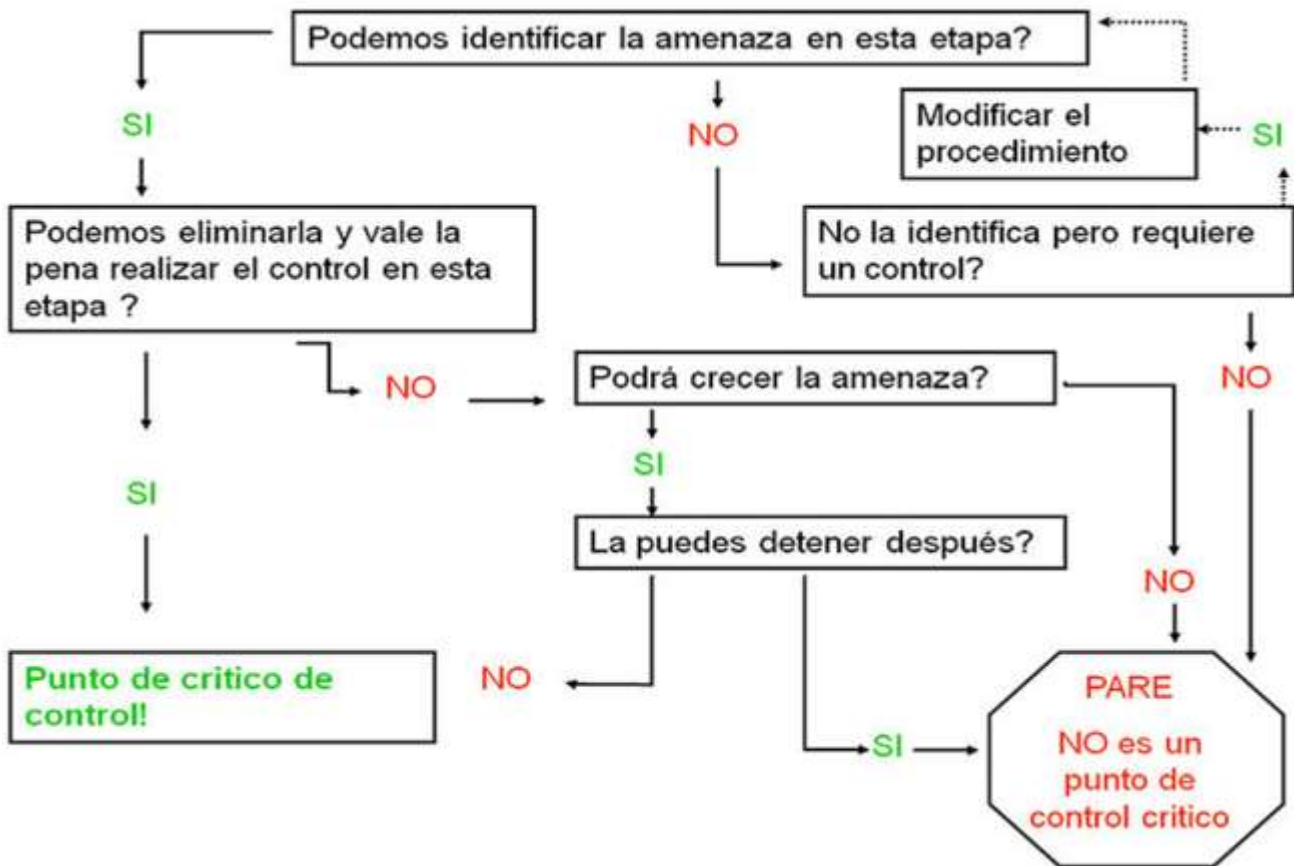 Podemos identificar la amenaza en esta etapa?
SI
NO
Modificar el
procedimiento
SI
Podemos eliminarla y vale la
pena realizar el control en esta
etapa ?
No la identifica pero requiere
un control?
NO
Podrá crecer la amenaza?
NO
SI
SI
La puedes detener después?
NO
Punto de critico de
control!
NO
SI
PARE
NO es un
punto de
control critico